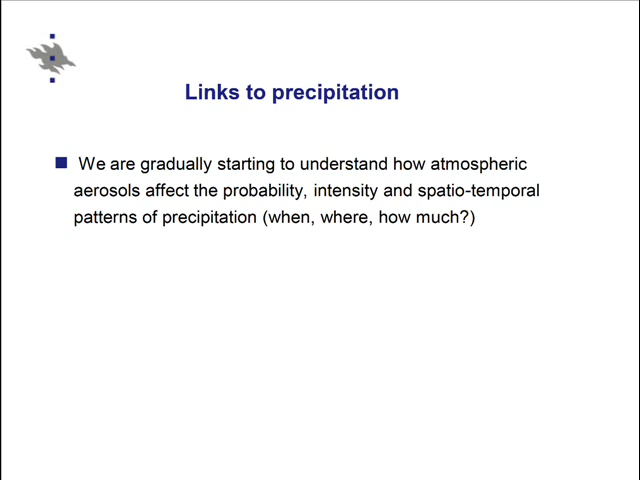 Links to precipitation
We are gradually starting to understand how atmospheric
aerosols affect the probability, intensity and spatio-temporal
patterns of precipitation (when, where, how much?)